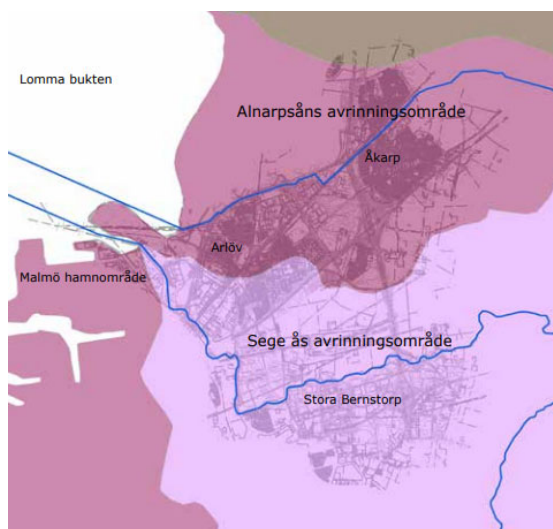 Lomma bukten
Alnarpsåns avrinningsområde
Åkarp
Arlöv
Malmö hamnområde
Sege ås avrinningsområde
Stora Bernstorp